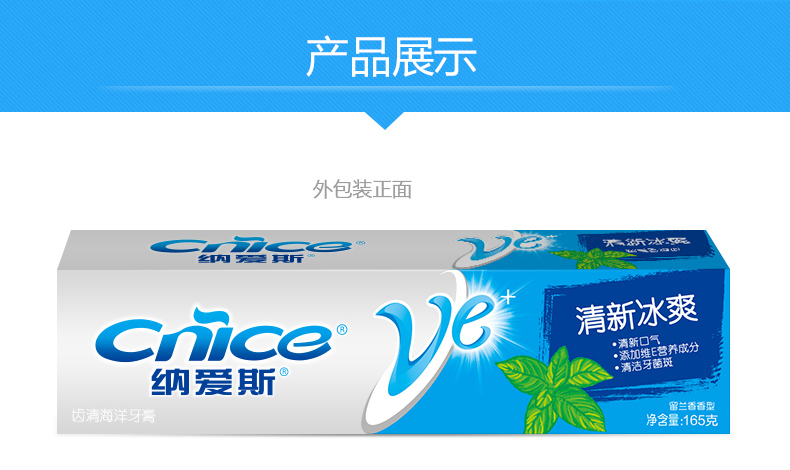 产品展示
外包装正面
Cnice®
纳爱斯®
Ve+
清新冰爽
Cnice®
纳爱斯®
Ve+
清新冰爽
•清新口气
•添加维E营养成分
•清洁牙菌斑
齿清海洋牙膏
留兰香香型
净含量:165克